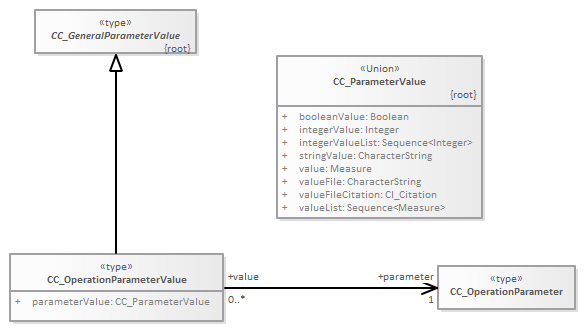 «type»
CC_GeneralParameterValue
{root}
«Union»
CC_ParameterValue
{root}
+ booleanValue: Boolean
+ integerValue: Integer
+ integerValueList: Sequence<Integer>
+ stringValue: CharacterString
+ value: Measure
+ valueFile: CharacterString
+ valueFileCitation: CI_Citation
+ valueList: Sequence<Measure>
«type»
CC_OperationParameterValue
+ parameterValue: CC_ParameterValue
+value
0..*
+parameter
1
«type»
CC_OperationParameter